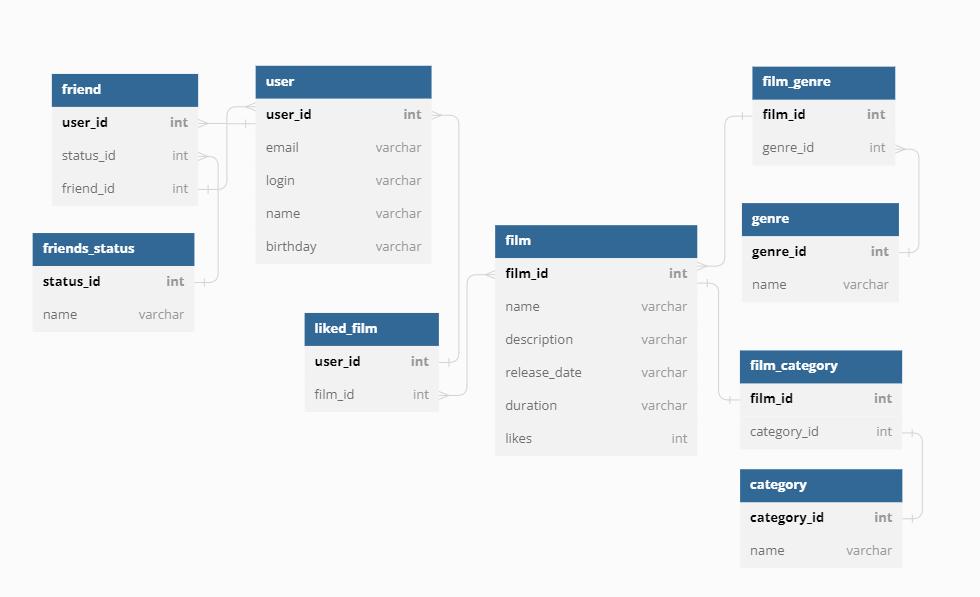 friend
user_id int
status_id int
friend_id int
friends_status
status_id int
name varchar
user
user_id int
email varchar
login varchar
name varchar
birthday varchar
liked_film
user_id int
film_id int
film
film_id int
name varchar
description varchar
release_date varchar
duration varchar
likes int
film_genre
film_id int
genre_id int
genre
genre_id int
name varchar
film_category
film_id int
category_id int
category
category_id int
name varchar